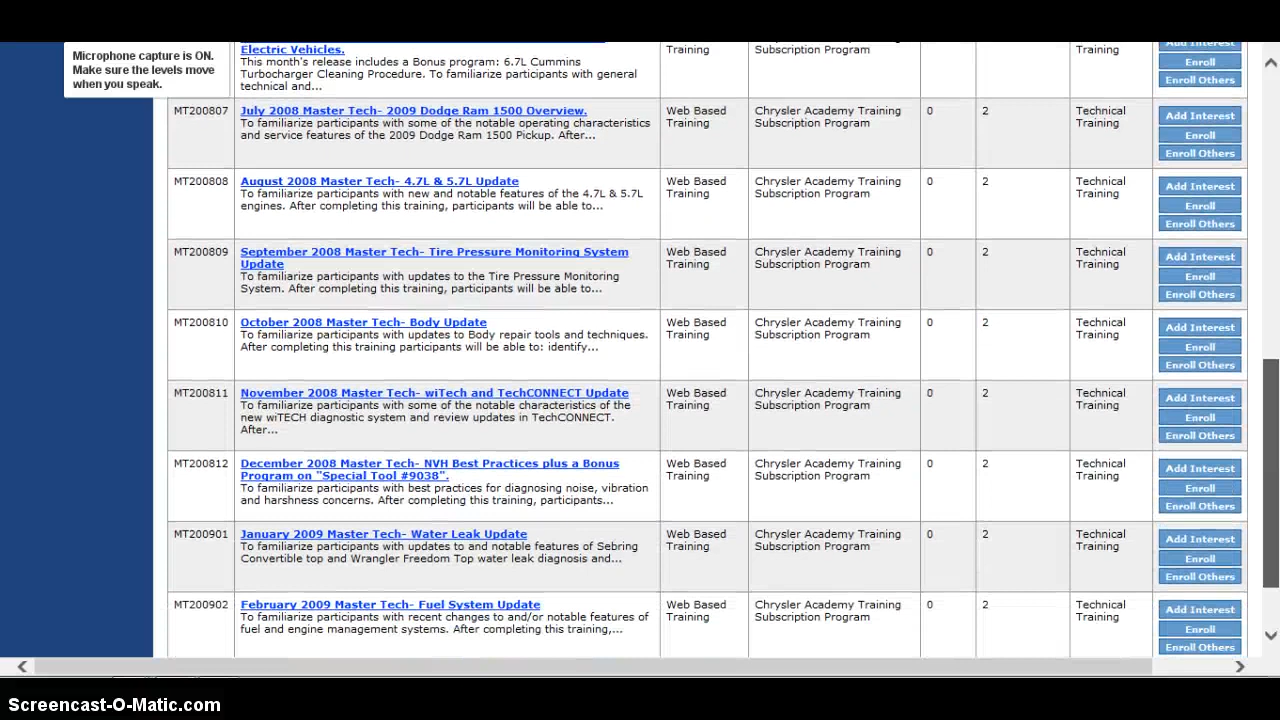 Microphone capture is ON.
Make sure the levels move
when you speak.
Electric Vehicles.
This month's release includes a Bonus program: 6.7L Cummins
Turbocharger Cleaning Procedure. To familiarize participants with general
technical and...
Training
Subscription Program
Training
Add Interest
Enroll
Enroll Others
MT200807
July 2008 Master Tech- 2009 Dodge Ram 1500 Overview.
To familiarize participants with some of the notable operating characteristics
and service features of the 2009 Dodge Ram 1500 Pickup. After...
Web Based
Training
Chrysler Academy Training
Subscription Program
0
2
Technical
Training
Add Interest
Enroll
Enroll Others
MT200808
August 2008 Master Tech- 4.7L & 5.7L Update
To familiarize participants with new and notable features of the 4.7L & 5.7L
engines. After completing this training, participants will be able to...
Web Based
Training
Chrysler Academy Training
Subscription Program
0
2
Technical
Training
Add Interest
Enroll
Enroll Others
MT200809
September 2008 Master Tech- Tire Pressure Monitoring System
Update
To familiarize participants with updates to the Tire Pressure Monitoring
System. After completing this training, participants will be able to...
Web Based
Training
Chrysler Academy Training
Subscription Program
0
2
Technical
Training
Add Interest
Enroll
Enroll Others
MT200810
October 2008 Master Tech- Body Update
To familiarize participants with updates to Body repair tools and techniques.
After completing this training participants will be able to: identify...
Web Based
Training
Chrysler Academy Training
Subscription Program
0
2
Technical
Training
Add Interest
Enroll
Enroll Others
MT200811
November 2008 Master Tech- wiTech and TechCONNECT Update
To familiarize participants with some of the notable characteristics of the
new wiTECH diagnostic system and review updates in TechCONNECT.
After...
Web Based
Training
Chrysler Academy Training
Subscription Program
0
2
Technical
Training
Add Interest
Enroll
Enroll Others
MT200812
December 2008 Master Tech- NVH Best Practices plus a Bonus
Program on "Special Tool #9038".
To familiarize participants with best practices for diagnosing noise, vibration
and harshness concerns. After completing this training, participants...
Web Based
Training
Chrysler Academy Training
Subscription Program
0
2
Technical
Training
Add Interest
Enroll
Enroll Others
MT200901
January 2009 Master Tech- Water Leak Update
To familiarize participants with updates to and notable features of Sebring
Convertible top and Wrangler Freedom Top water leak diagnosis and...
Web Based
Training
Chrysler Academy Training
Subscription Program
0
2
Technical
Training
Add Interest
Enroll
Enroll Others
MT200902
February 2009 Master Tech- Fuel System Update
To familiarize participants with recent changes to and/or notable features of
fuel and engine management systems. After completing this training,...
Web Based
Training
Chrysler Academy Training
Subscription Program
0
2
Technical
Training
Add Interest
Enroll
Enroll Others
Screencast-O-Matic.com